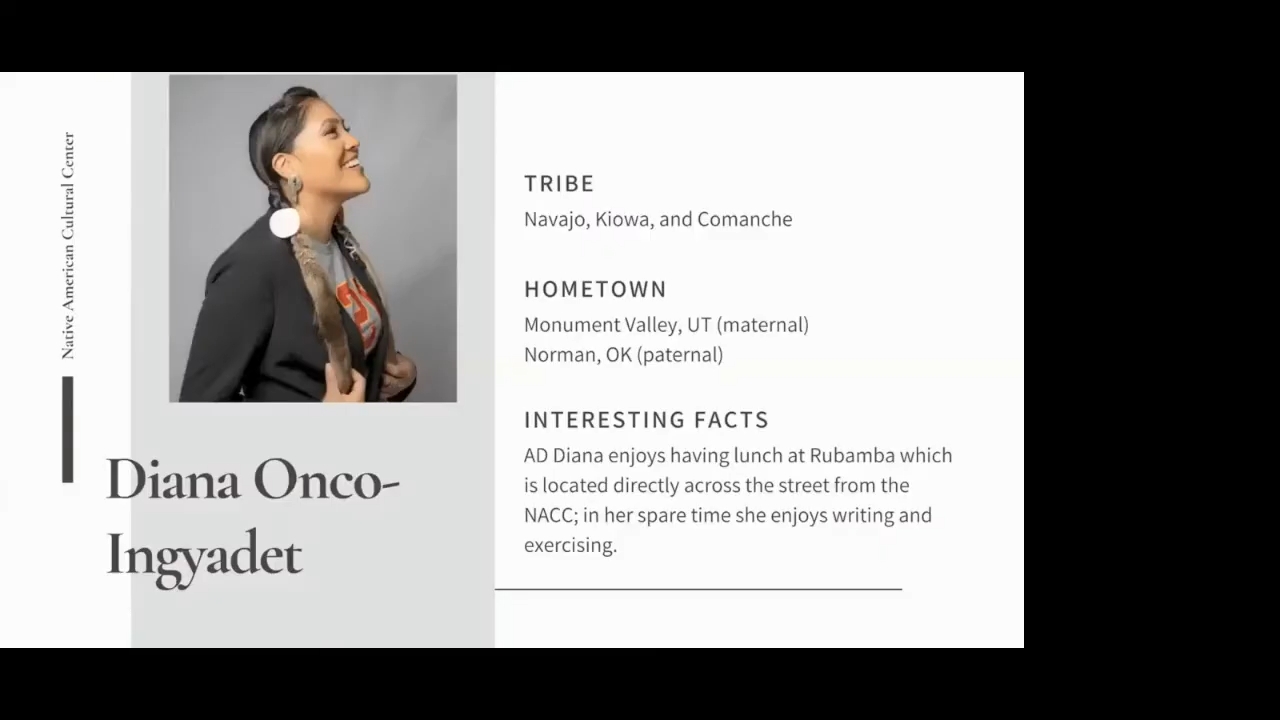 Native American Cultural Center
Diana Onco-
Ingyadet
TRIBE
Navajo, Kiowa, and Comanche
HOMETOWN
Monument Valley, UT (maternal)
Norman, OK (paternal)
INTERESTING FACTS
AD Diana enjoys having lunch at Rubamba which
is located directly across the street from the
NACC; in her spare time she enjoys writing and
exercising.